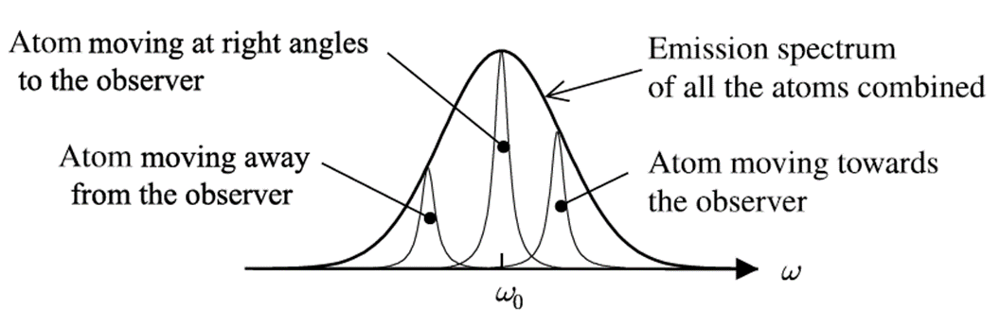 Atom moving at right angles
to the observer
Emission spectrum
of all the atoms combined
Atom moving away
from the observer
Atom moving towards
the observer
ω
ω₀